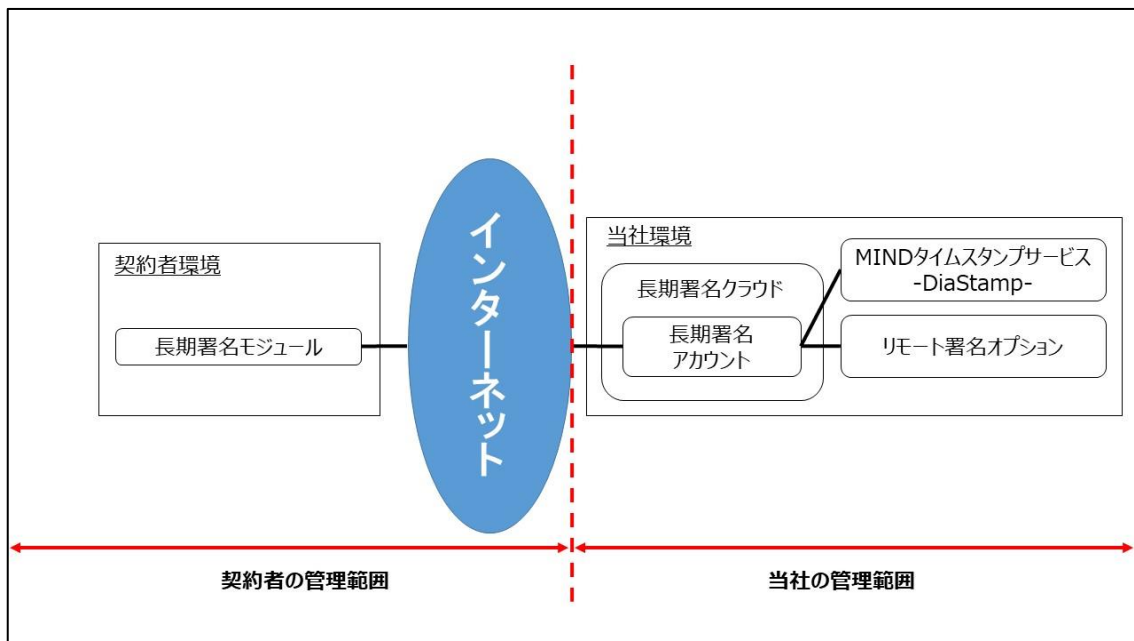 契約者環境
長期署名モジュール
インターネット
当社環境
長期署名クラウド
長期署名
アカウント
MINDタイムスタンプサービス
-DiaStamp-
リモート署名オプション
契約者の管理範囲
当社の管理範囲